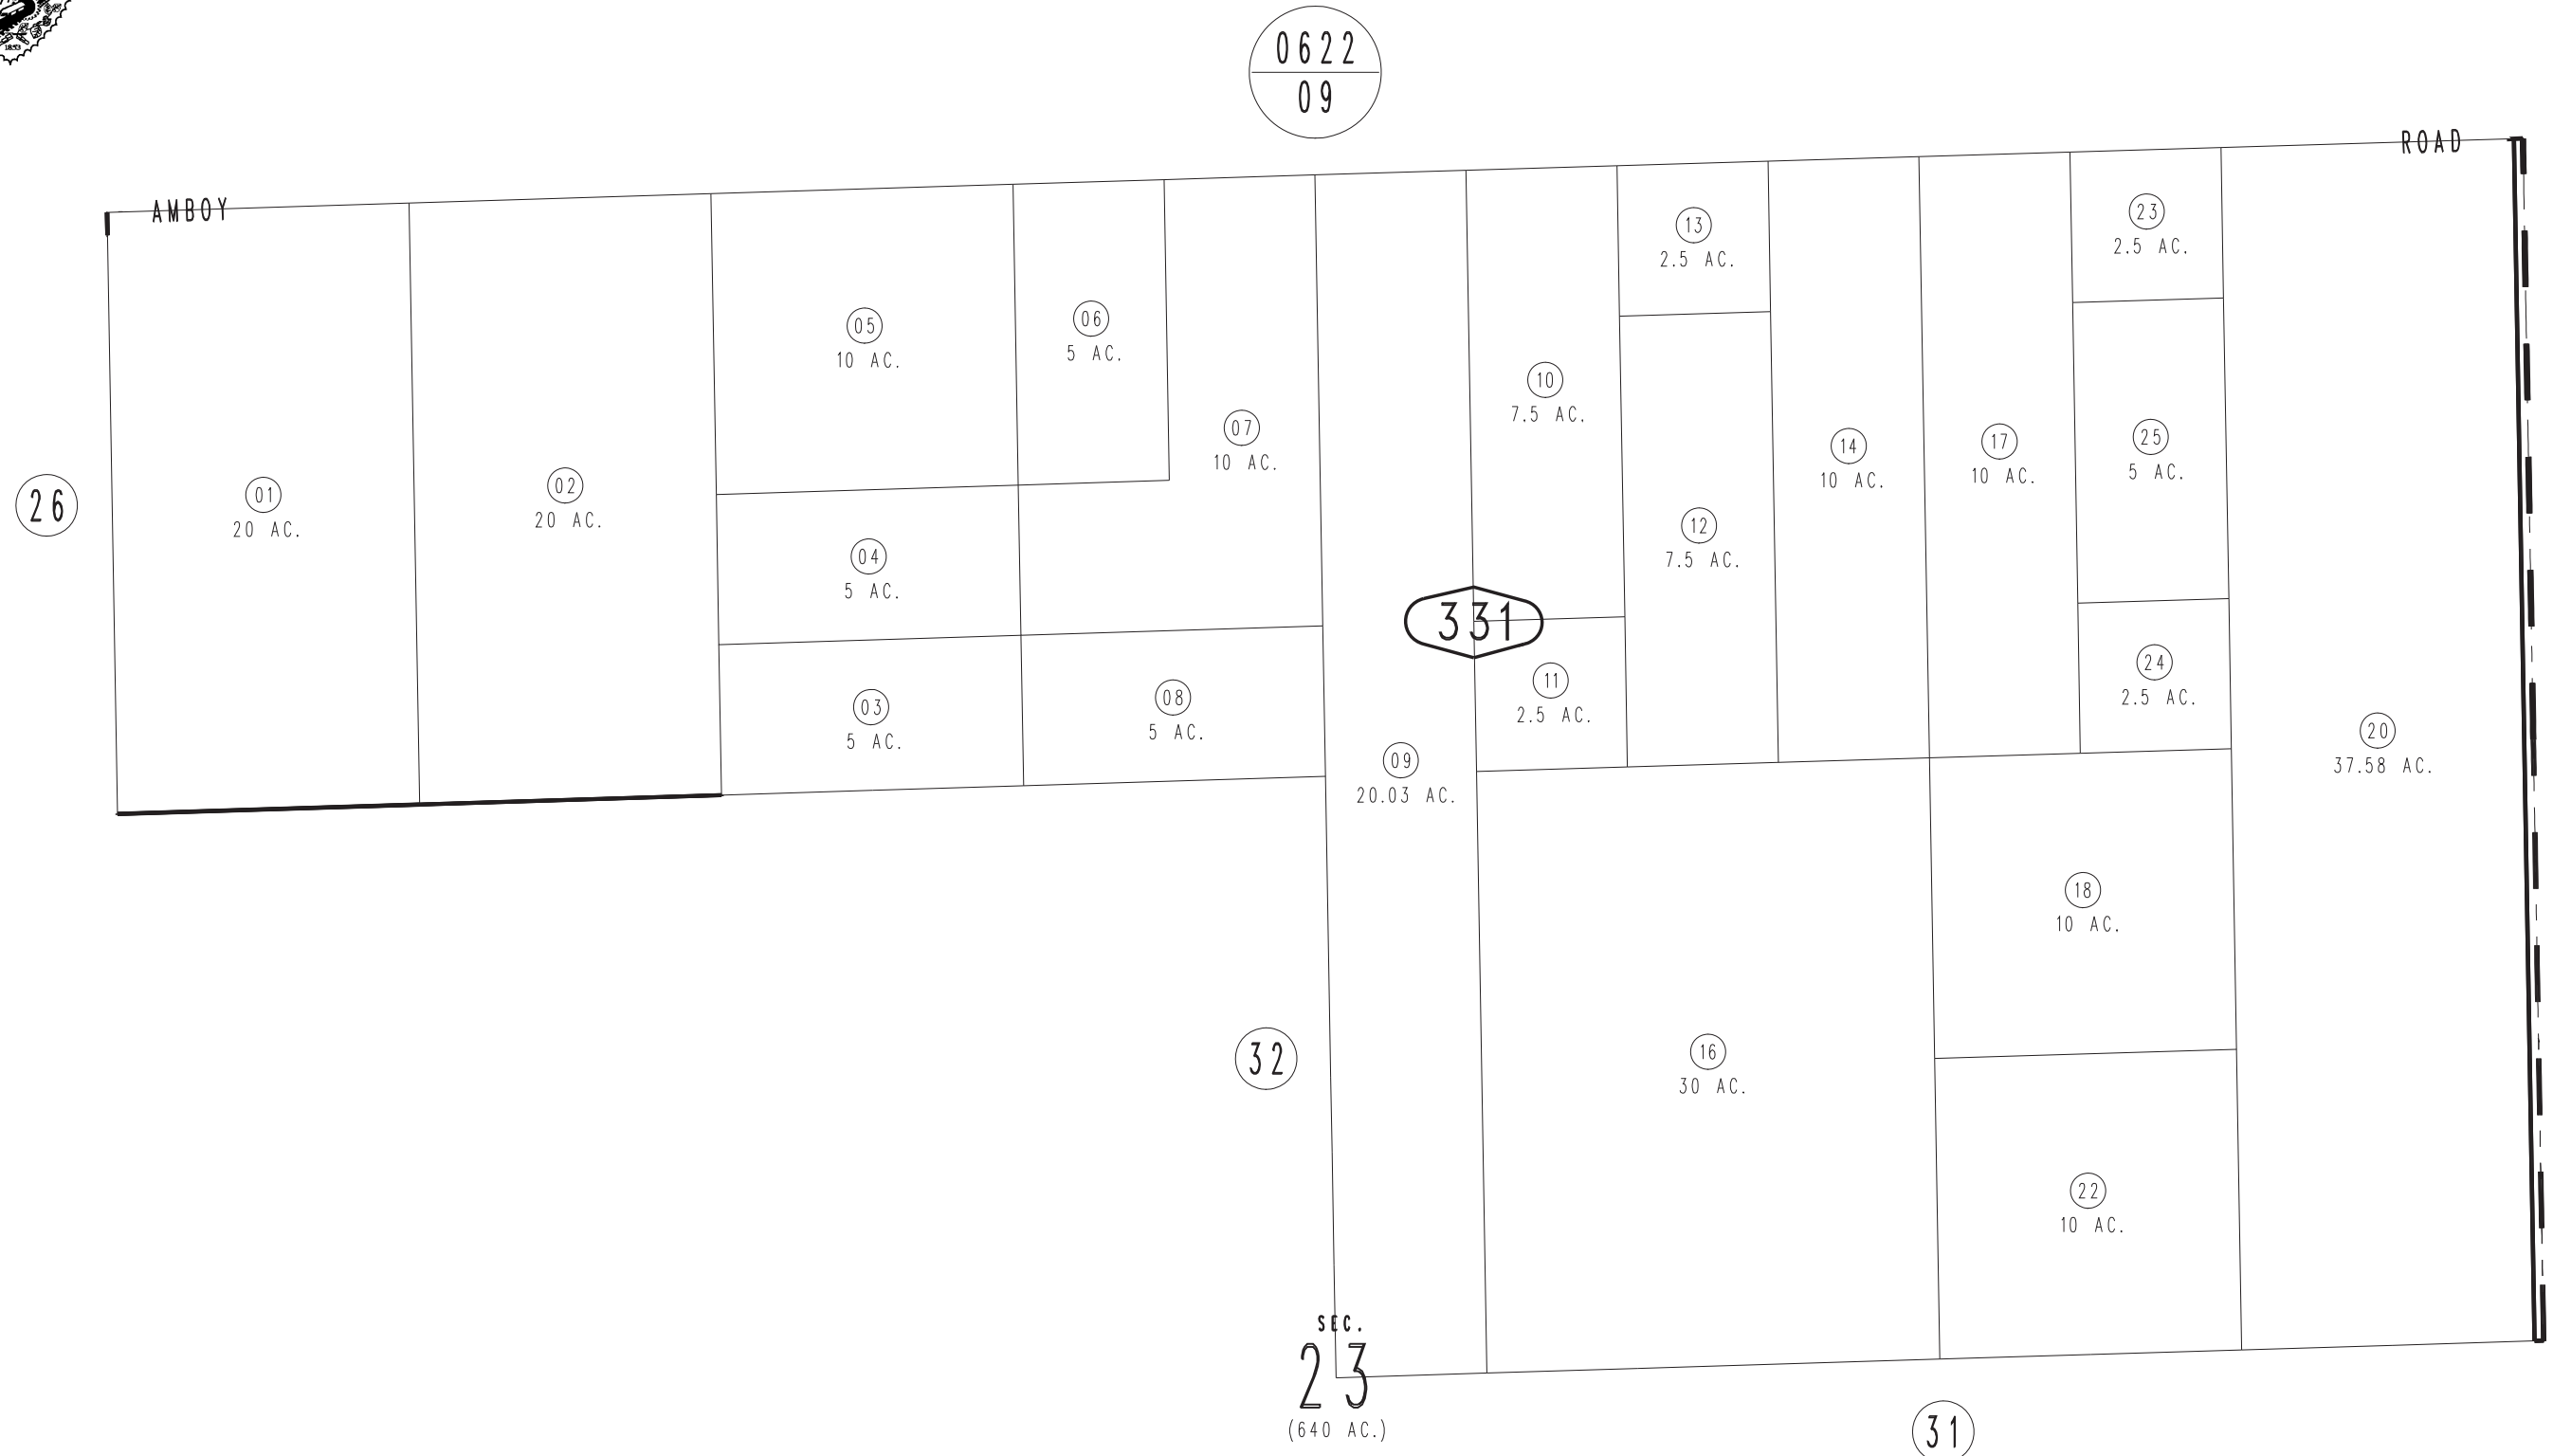 1853
0622
09
AMBOY
ROAD
26
01
20 AC.
02
20 AC.
05
10 AC.
04
5 AC.
03
5 AC.
06
5 AC.
07
10 AC.
08
5 AC.
09
20.03 AC.
331
10
7.5 AC.
11
2.5 AC.
13
2.5 AC.
12
7.5 AC.
14
10 AC.
17
10 AC.
23
2.5 AC.
25
5 AC.
24
2.5 AC.
20
37.58 AC.
16
30 AC.
18
10 AC.
22
10 AC.
32
SEC.
23
(640 AC.)
31